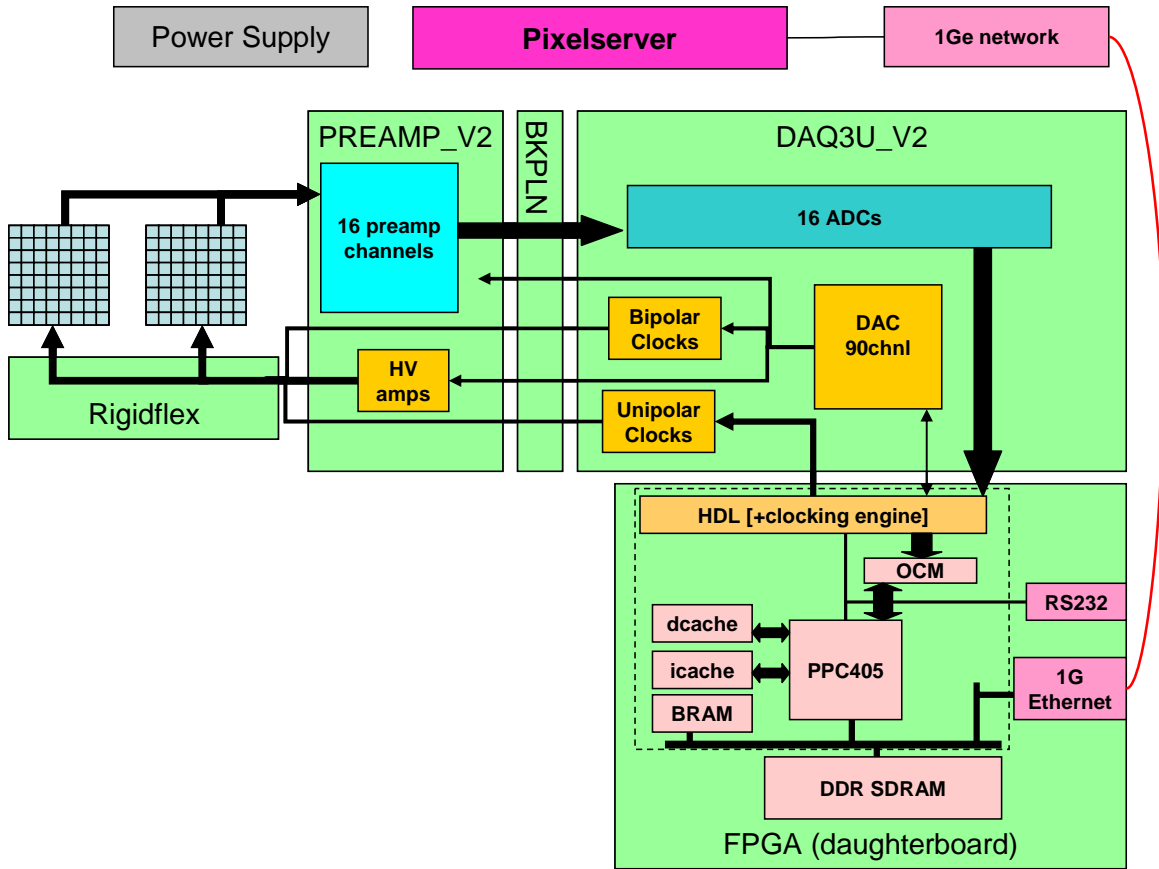 Power Supply
Pixelserver
1Ge network
PREAMP_V2
BKPLN
DAQ3U_V2
16 preamp
channels
16 ADCs
Bipolar
Clocks
DAC
90chnl
HV
amps
Rigidflex
Unipolar
Clocks
HDL [+clocking engine]
OCM
RS232
dcache
icache
PPC405
1G
Ethernet
BRAM
DDR SDRAM
FPGA (daughterboard)